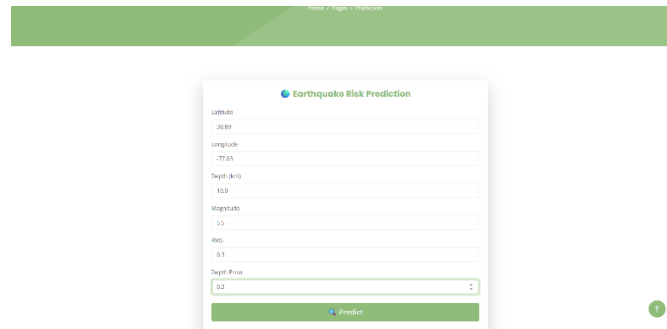 Home / Pages / Prediction
Earthquake Risk Prediction
Latitude
38.89
Longitude
-77.03
Depth (km)
10.0
Magnitude
5.5
RMS
0.3
Depth Error
0.2
Predict